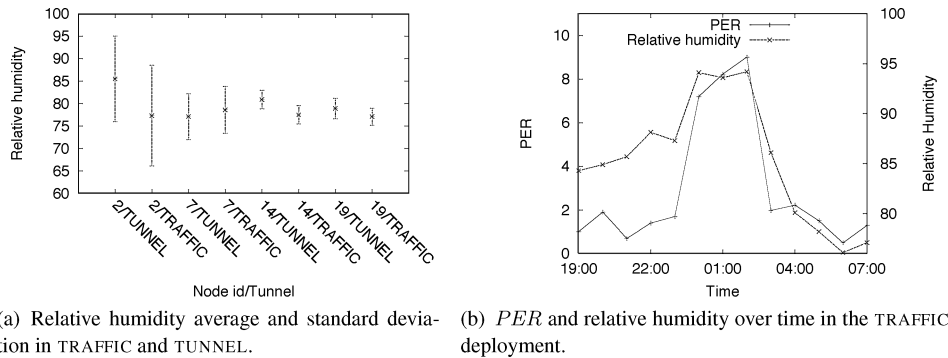 100
95
90
85
80
75
70
65
60
Relative humidity
2/TUNNEL
2/TRAFFIC
7/TUNNEL
7/TRAFFIC
14/TUNNEL
14/TRAFFIC
19/TUNNEL
19/TRAFFIC
Node id/Tunnel
(a) Relative humidity average and standard devia-
tion in TRAFFIC and TUNNEL.
PER
Relative humidity
10
8
6
4
2
0
PER
100
95
90
85
80
Relative Humidity
19:00
22:00
01:00
04:00
07:00
Time
(b) PER and relative humidity over time in the TRAFFIC
deployment.